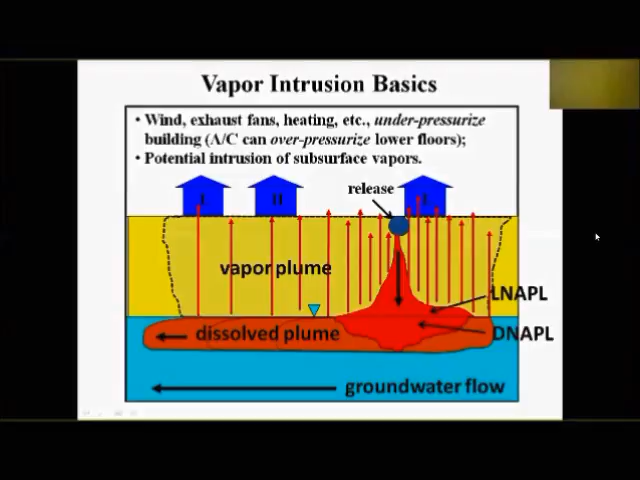 Vapor Intrusion Basics
• Wind, exhaust fans, heating, etc., under-pressurize
building (A/C can over-pressurize lower floors);
• Potential intrusion of subsurface vapors.
release
I
II
I
vapor plume
LNAPL
dissolved plume
DNAPL
groundwater flow